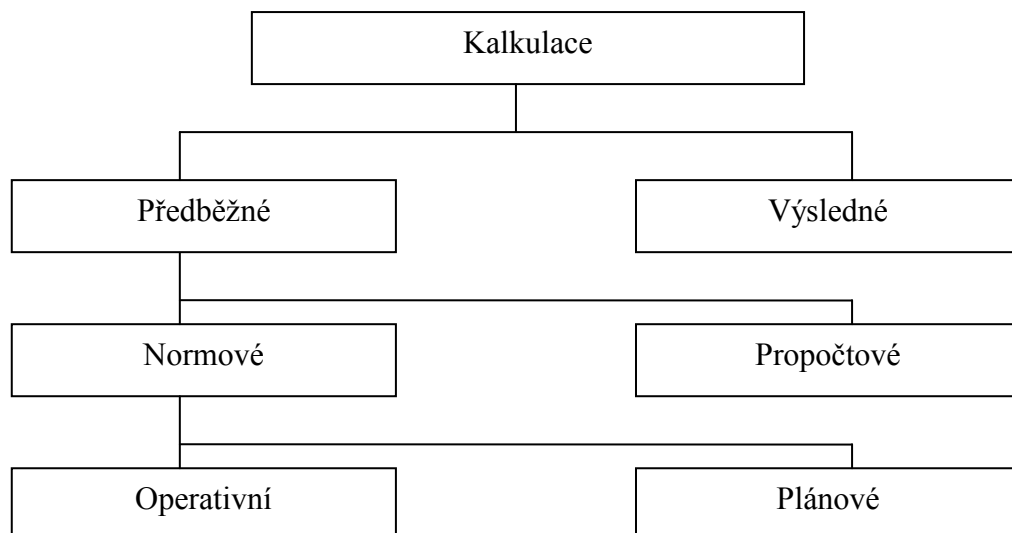 Kalkulace
Předběžné
Výsledné
Normové
Propočtové
Operativní
Plánové